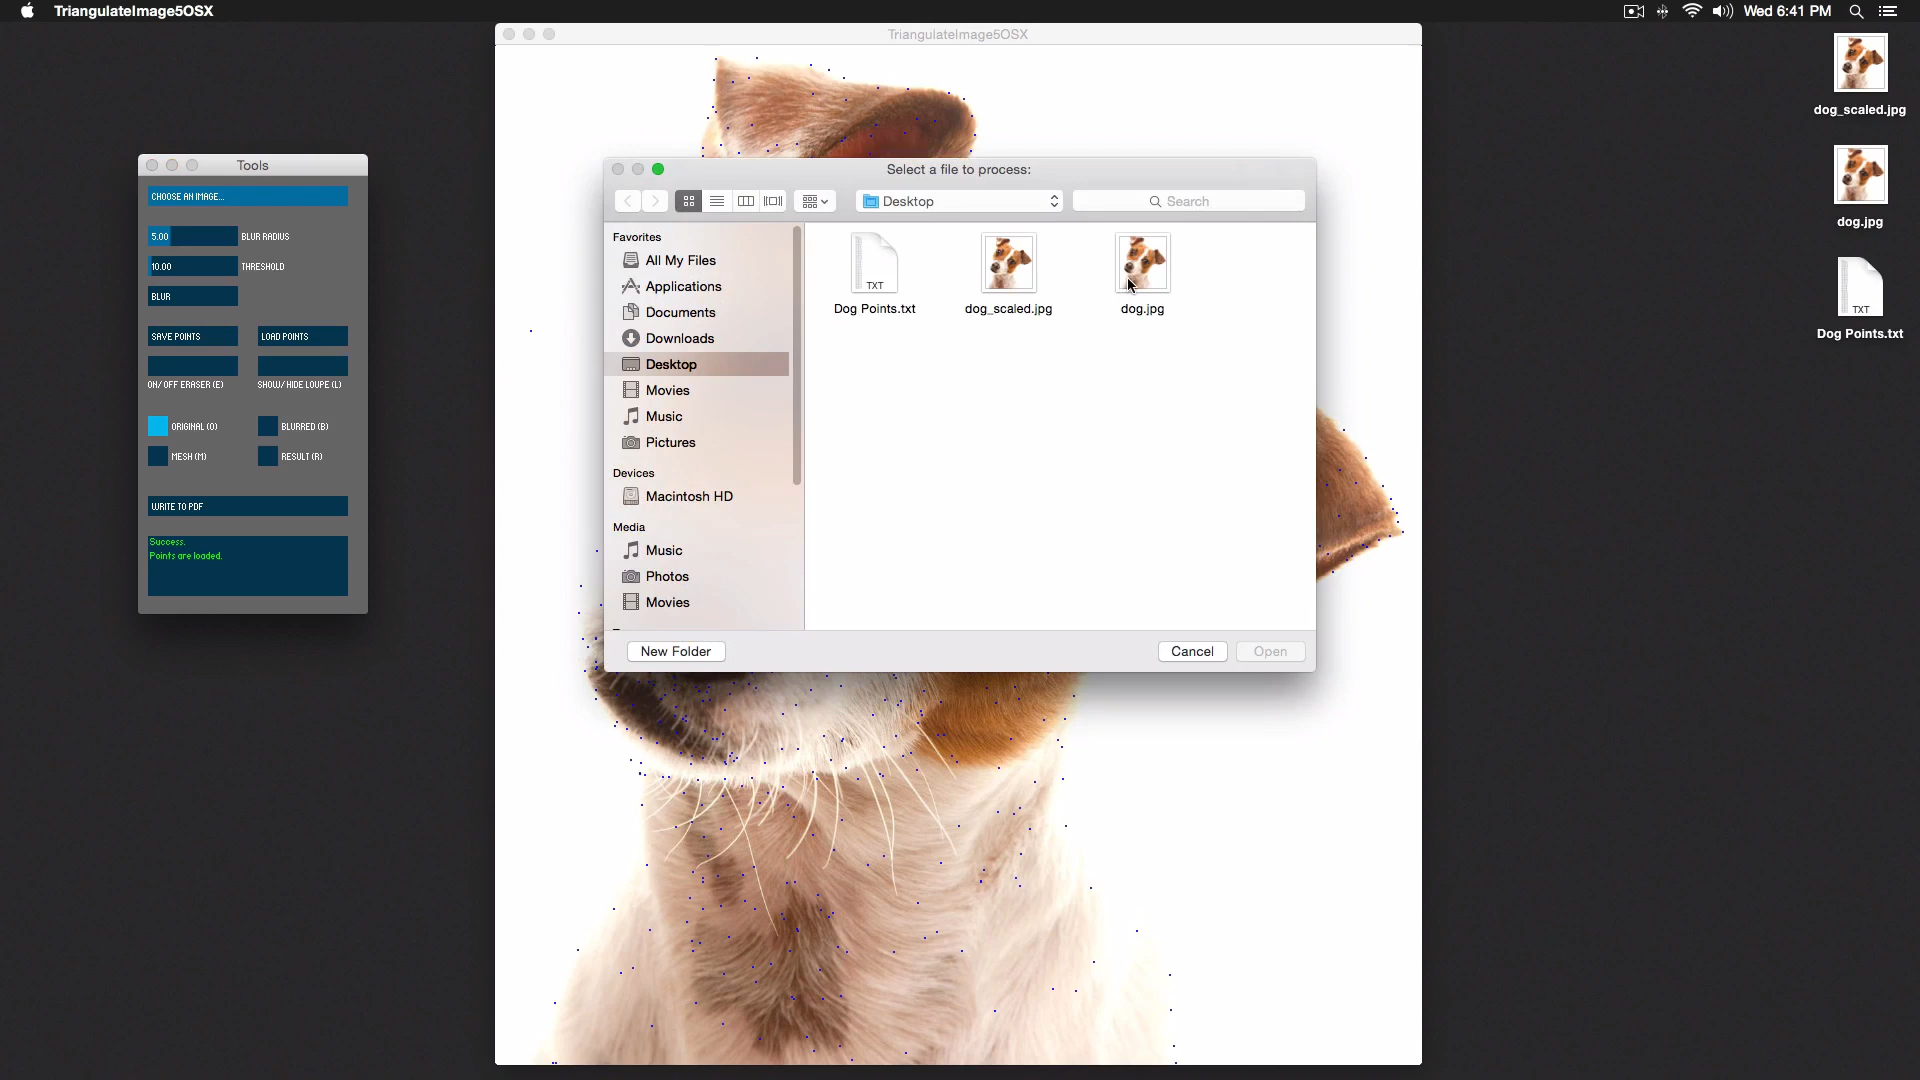 TriangulateImage5OSX
Wed 6:41 PM
TriangulateImage5OSX
dog_scaled.jpg
dog.jpg
TXT
Dog Points.txt
Tools
CHOOSE AN IMAGE...
5.00 BLUR RADIUS
10.00 THRESHOLD
BLUR
SAVE POINTS LOAD POINTS
ON/OFF ERASER (E) SHOW/HIDE LOUPE (L)
ORIGINAL (O) BLURRED (B)
MESH (M) RESULT (R)
WRITE TO PDF
Success.
Points are loaded.
Select a file to process:
Desktop
Search
Favorites
All My Files
Applications
Documents
Downloads
Desktop
Movies
Music
Pictures
Devices
Macintosh HD
Media
Music
Photos
Movies
TXT
Dog Points.txt dog_scaled.jpg dog.jpg
New Folder Cancel Open